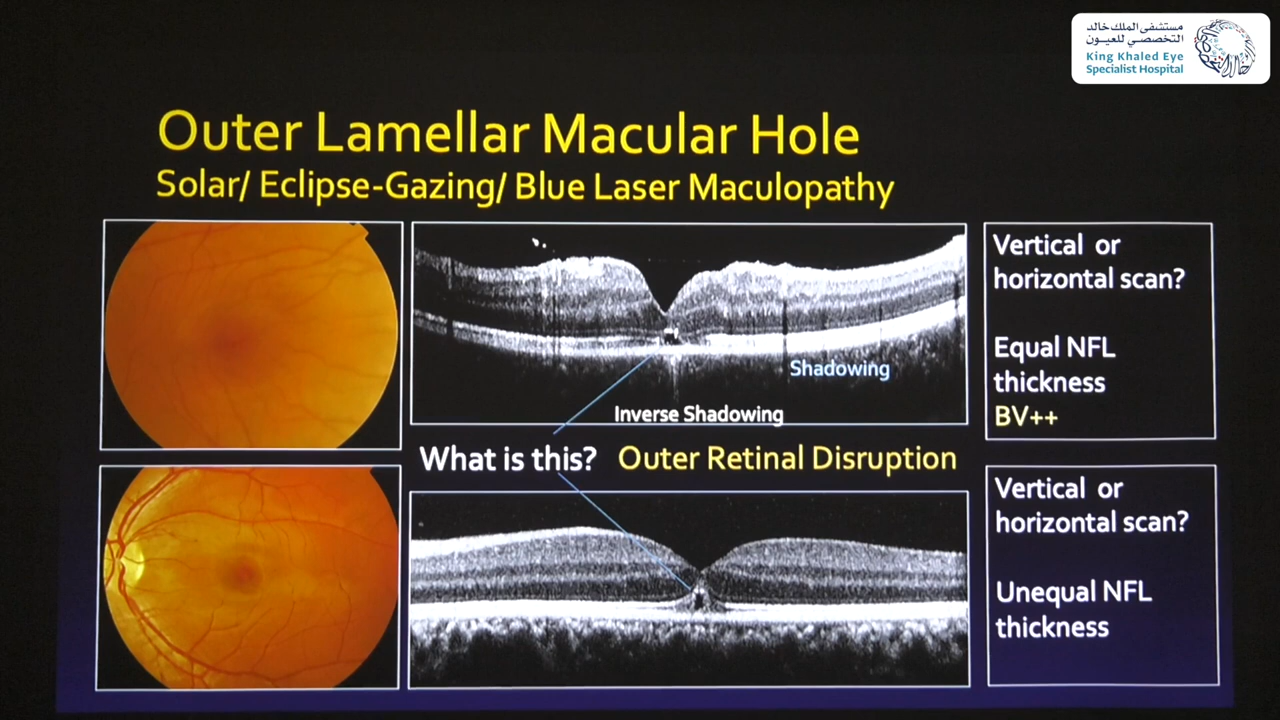 مستشفى الملك خالد
التخصصي للعيون
King Khaled Eye
Specialist Hospital
Outer Lamellar Macular Hole
Solar/ Eclipse-Gazing/ Blue Laser Maculopathy
Shadowing
Inverse Shadowing
Vertical or
horizontal scan?
Equal NFL
thickness
BV++
What is this? Outer Retinal Disruption
Vertical or
horizontal scan?
Unequal NFL
thickness